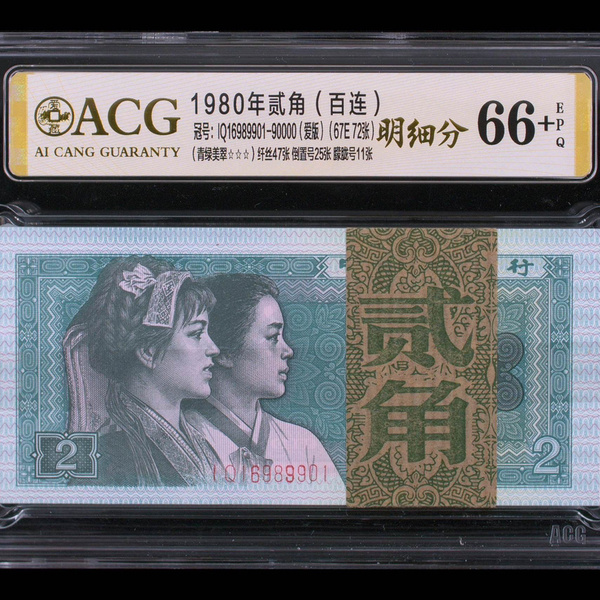 ACG
AI CANG GUARANTY
1980年贰角（百连）
冠号：IQ16989901-90000（爱版）（67E 72张）
（青绿美翠☆☆☆）纤丝47张 倒置号25张 朦胧号11张
明细分
66+
EPQ
行
贰角
2
IQ16989901
2
ACG